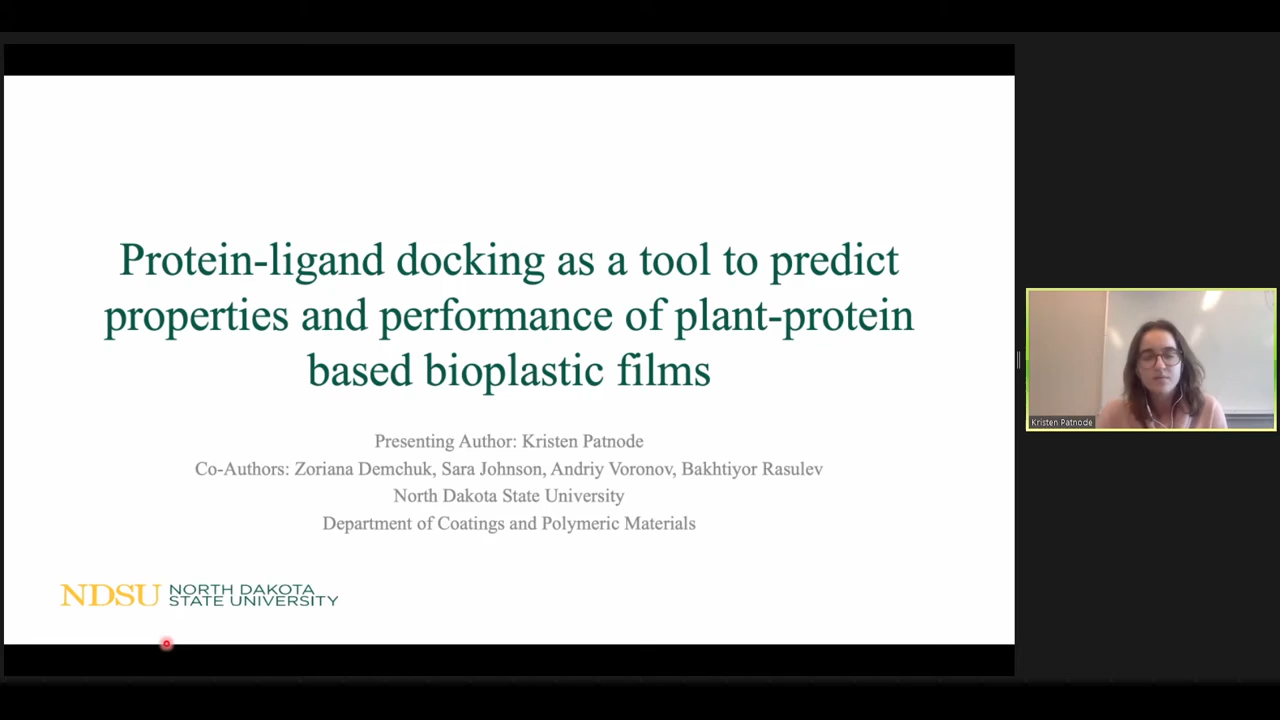 Protein-ligand docking as a tool to predict
properties and performance of plant-protein
based bioplastic films
Presenting Author: Kristen Patnode
Co-Authors: Zoriana Demchuk, Sara Johnson, Andriy Voronov, Bakhtiyor Rasulev
North Dakota State University
Department of Coatings and Polymeric Materials
NDSU NORTH DAKOTA
STATE UNIVERSITY
Kristen Patnode